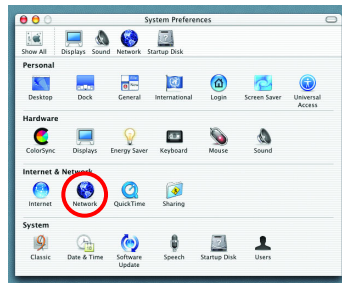 System Preferences
Show All Displays Sound Network Startup Disk
Personal
Desktop Dock General International Login Screen Saver Universal Access
Hardware
ColorSync Displays Energy Saver Keyboard Mouse Sound
Internet & Network
Internet Network QuickTime Sharing
System
Classic Date & Time Software Update Speech Startup Disk Users